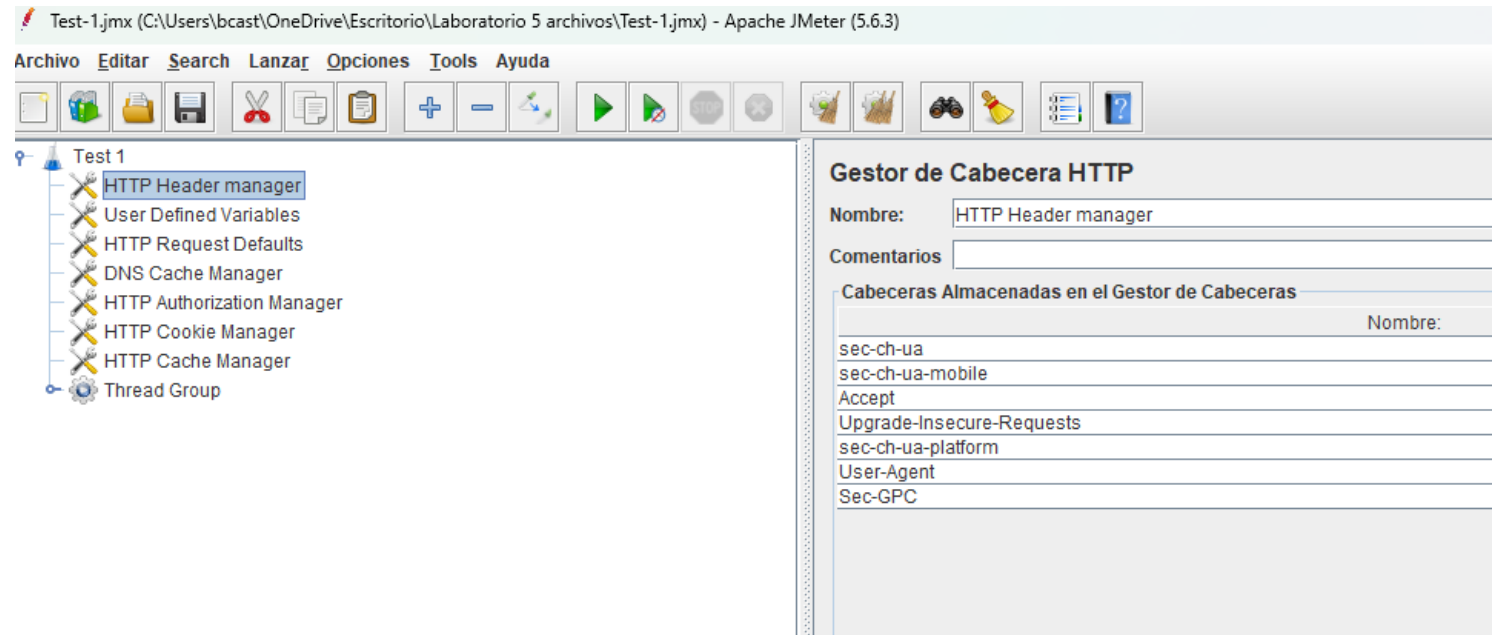 Test-1.jmx (C:\Users\bcast\OneDrive\Escritorio\Laboratorio 5 archivos\Test-1.jmx) - Apache JMeter (5.6.3)
Archivo Editar Search Lanzar Opciones Tools Ayuda
STOP
Test 1
HTTP Header manager
User Defined Variables
HTTP Request Defaults
DNS Cache Manager
HTTP Authorization Manager
HTTP Cookie Manager
HTTP Cache Manager
Thread Group
Gestor de Cabecera HTTP
Nombre: HTTP Header manager
Comentarios
Cabeceras Almacenadas en el Gestor de Cabeceras
Nombre:
sec-ch-ua
sec-ch-ua-mobile
Accept
Upgrade-Insecure-Requests
sec-ch-ua-platform
User-Agent
Sec-GPC